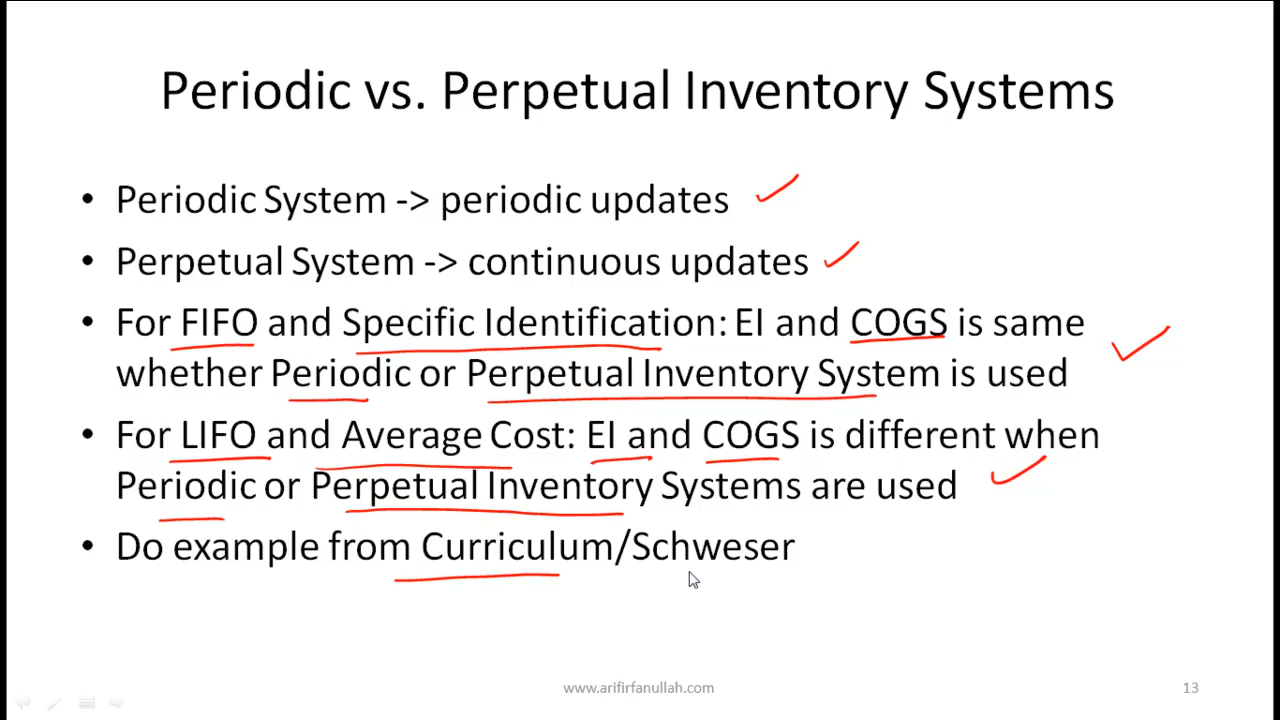 Periodic vs. Perpetual Inventory Systems
• Periodic System -> periodic updates
• Perpetual System -> continuous updates
• For FIFO and Specific Identification: EI and COGS is same
whether Periodic or Perpetual Inventory System is used
• For LIFO and Average Cost: EI and COGS is different when
Periodic or Perpetual Inventory Systems are used
• Do example from Curriculum/Schweser
www.arifirfanullah.com
13